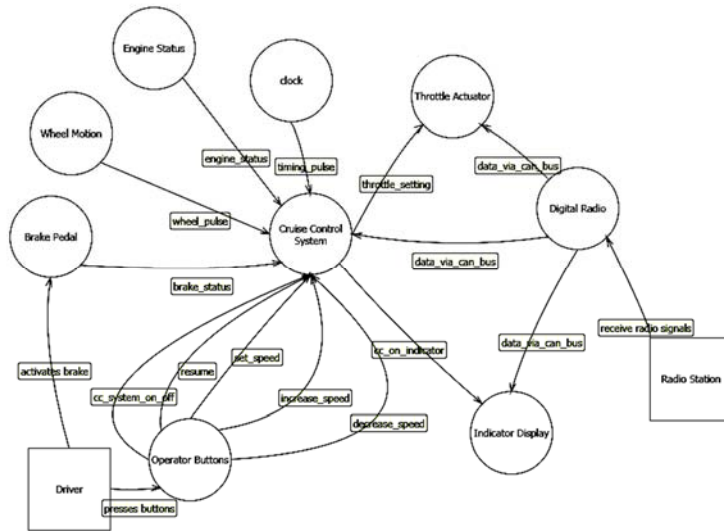 Engine Status
clock
Throttle Actuator
Wheel Motion
engine_status
timing_pulse
data_via_can_bus
throttle_setting
Digital Radio
wheel_pulse
Cruise Control
System
Brake Pedal
data_via_can_bus
brake_status
receive radio signals
data_via_can_bus
cc_on_indicator
set_speed
resume
activates brake
Radio Station
cc_system_on_off
increase_speed
decrease_speed
Indicator Display
Operator Buttons
Driver
presses buttons